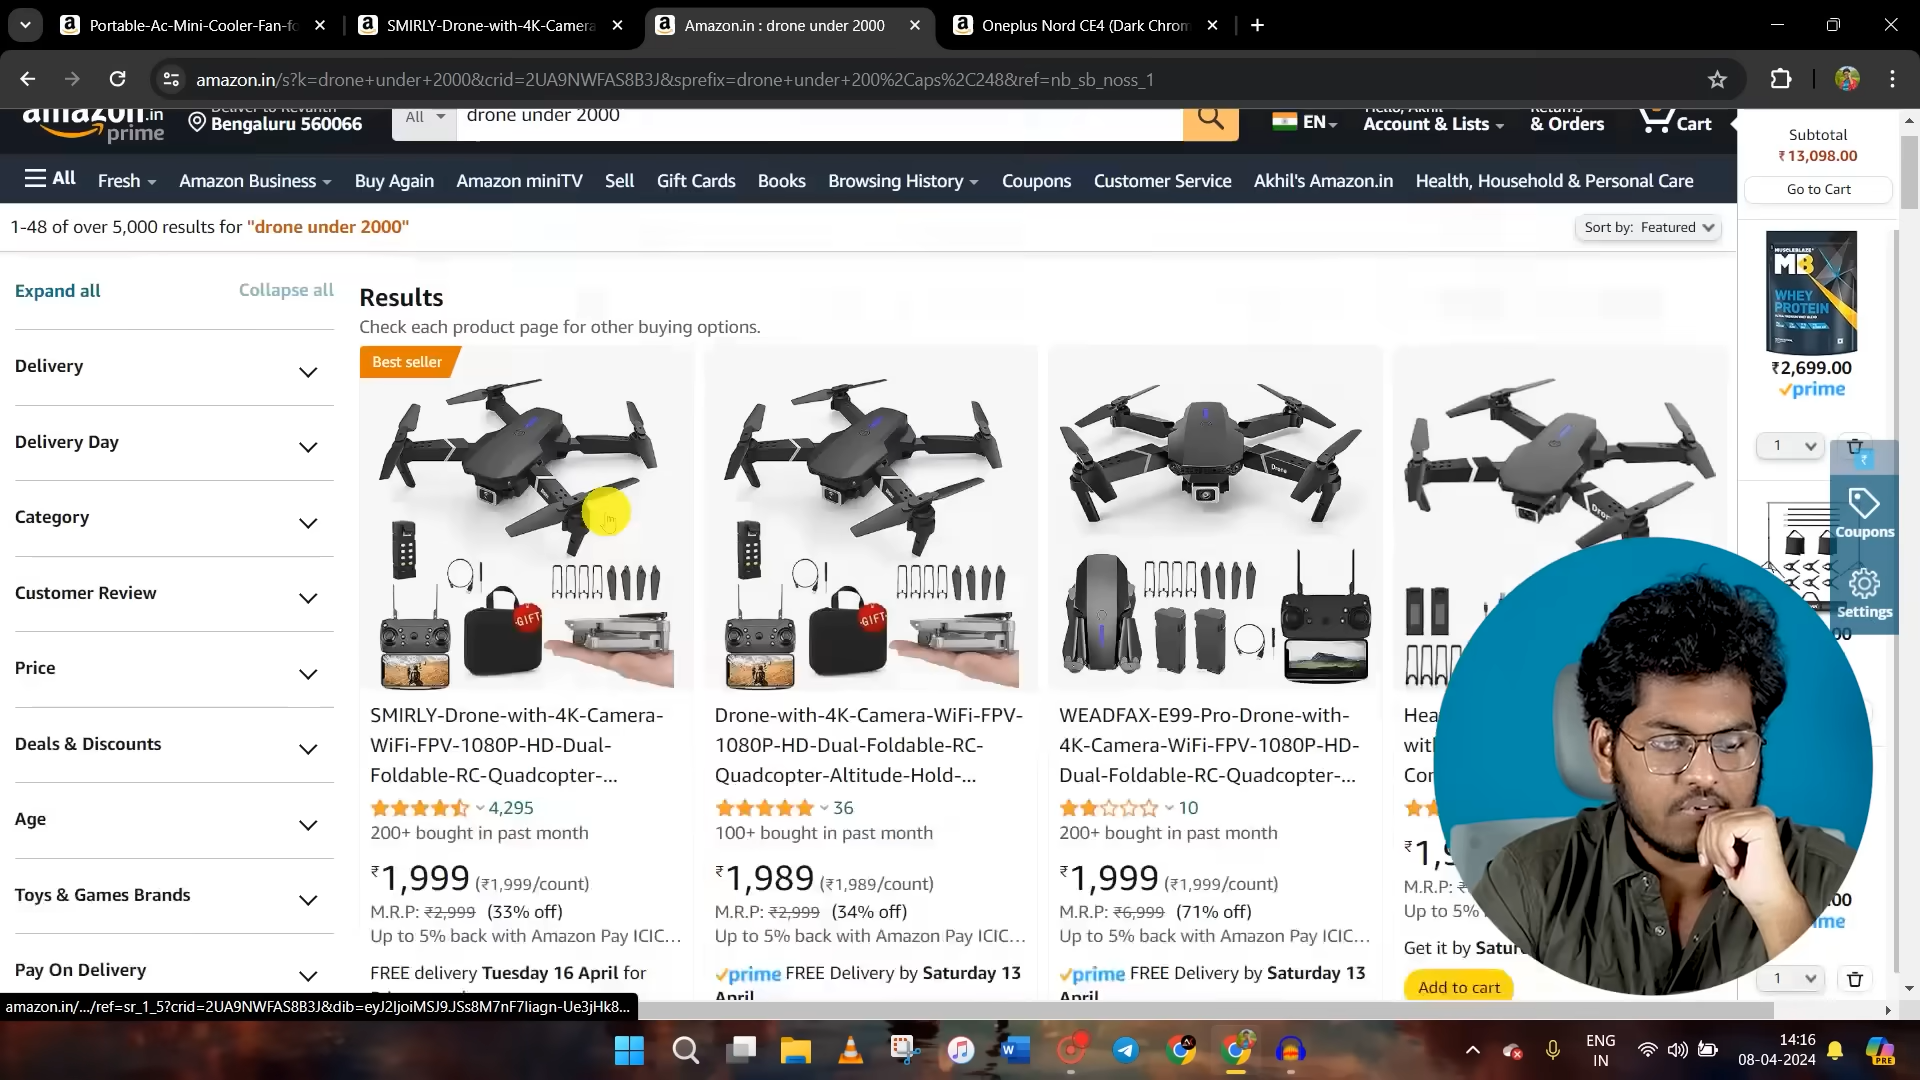 Portable-Ac-Mini-Cooler-Fan-fo
SMIRLY-Drone-with-4K-Camera
Amazon.in : drone under 2000
Oneplus Nord CE4 (Dark Chrom
amazon.in/s?k=drone+under+2000&crid=2UA9NWFAS8B3J&sprefix=drone+under+200%2Caps%2C248&ref=nb_sb_noss_1
amazon.in
prime
Bengaluru 560066
All
drone under 2000
EN
Account & Lists
Returns
& Orders
Cart
Subtotal
₹13,098.00
Go to Cart
All
Fresh
Amazon Business
Buy Again
Amazon miniTV
Sell
Gift Cards
Books
Browsing History
Coupons
Customer Service
Akhil's Amazon.in
Health, Household & Personal Care
1-48 of over 5,000 results for "drone under 2000"
Sort by: Featured
Expand all
Collapse all
Delivery
Delivery Day
Category
Customer Review
Price
Deals & Discounts
Age
Toys & Games Brands
Pay On Delivery
Results
Check each product page for other buying options.
Best seller
GIFT
SMIRLY-Drone-with-4K-Camera-
WiFi-FPV-1080P-HD-Dual-
Foldable-RC-Quadcopter-...
4,295
200+ bought in past month
₹1,999 (₹1,999/count)
M.R.P: ₹2,999 (33% off)
Up to 5% back with Amazon Pay ICIC...
FREE delivery Tuesday 16 April for
GIFT
Drone-with-4K-Camera-WiFi-FPV-
1080P-HD-Dual-Foldable-RC-
Quadcopter-Altitude-Hold-...
36
100+ bought in past month
₹1,989 (₹1,989/count)
M.R.P: ₹2,999 (34% off)
Up to 5% back with Amazon Pay ICIC...
prime FREE Delivery by Saturday 13
April
Drone
WEADFAX-E99-Pro-Drone-with-
4K-Camera-WiFi-FPV-1080P-HD-
Dual-Foldable-RC-Quadcopter-...
10
200+ bought in past month
₹1,999 (₹1,999/count)
M.R.P: ₹6,999 (71% off)
Up to 5% back with Amazon Pay ICIC...
prime FREE Delivery by Saturday 13
April
M.R.P:
Up to 5%
Get it by
Add to cart
MUSCLEBLAZE
MB
WHEY
PROTEIN
₹2,699.00
prime
1
₹
Coupons
Settings
1
amazon.in/.../ref=sr_1_5?crid=2UA9NWFAS8B3J&dib=eyJ2IjoiMSJ9.JSs8M7nF7liagn-Ue3jHk8...
ENG
IN
14:16
08-04-2024
PRE